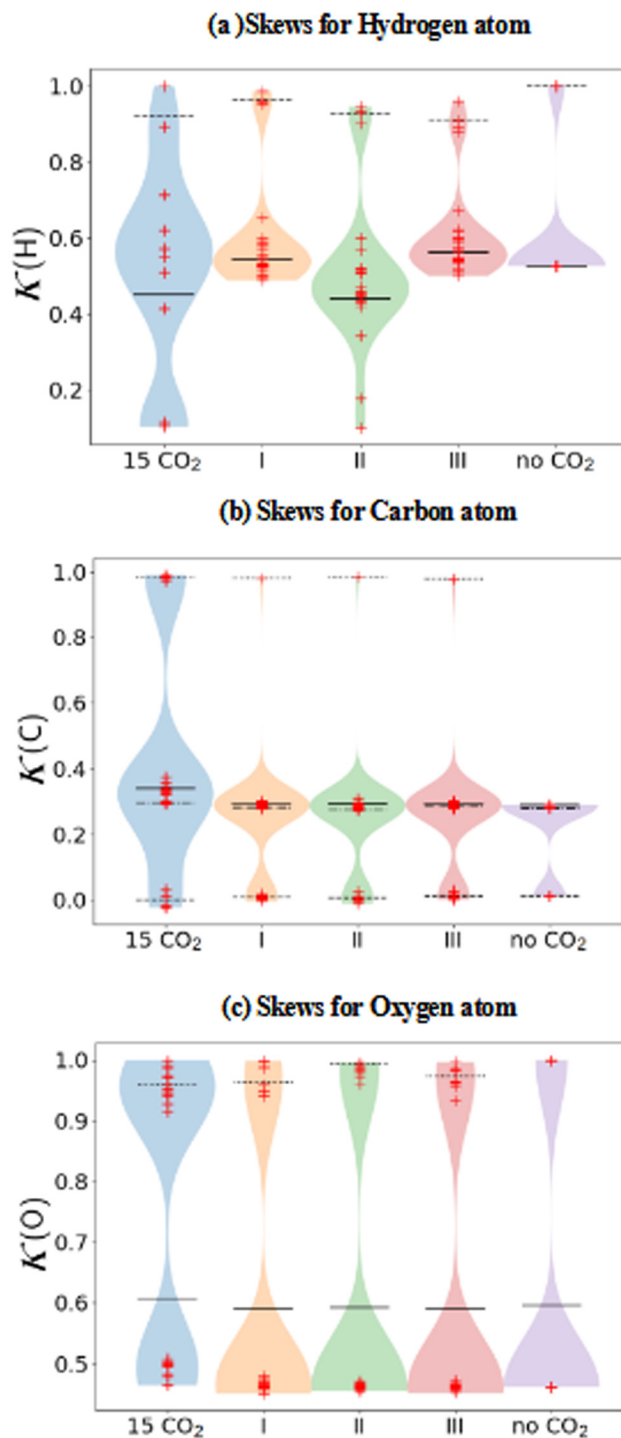 (a )Skews for Hydrogen atom
1.0
0.8
0.6
0.4
0.2
K(H)
15 CO₂ I II III no CO₂
(b) Skews for Carbon atom
1.0
0.8
0.6
0.4
0.2
0.0
K(C)
15 CO₂ I II III no CO₂
(c) Skews for Oxygen atom
1.0
0.9
0.8
0.7
0.6
0.5
K(O)
15 CO₂ I II III no CO₂